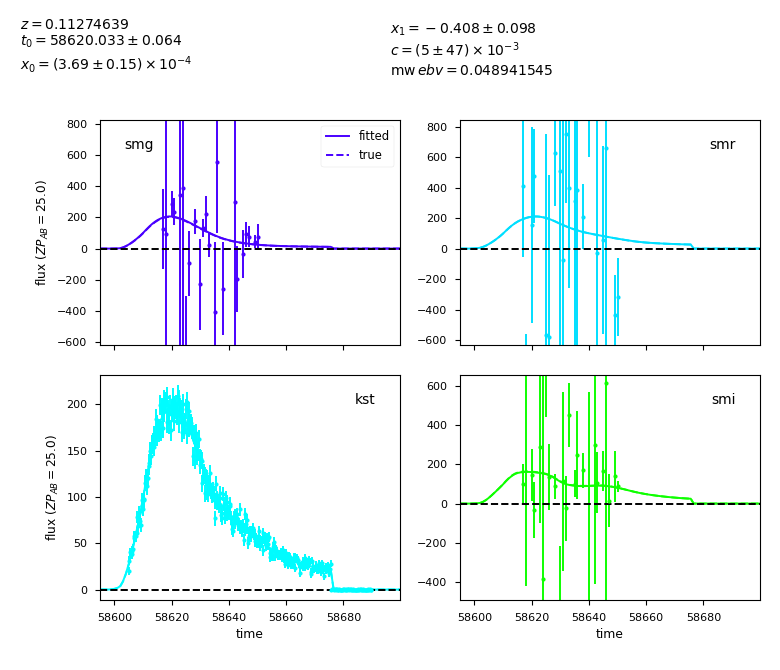 z = 0.11274639
t₀ = 58620.033 ± 0.064
x₀ = (3.69 ± 0.15) × 10⁻⁴
x₁ = −0.408 ± 0.098
c = (5 ± 47) × 10⁻³
mw ebv = 0.048941545
smg
fitted
true
800
600
400
200
0
−200
−400
−600
flux (ZP_AB = 25.0)
smr
800
600
400
200
0
−200
−400
−600
kst
200
150
100
50
0
flux (ZP_AB = 25.0)
58600 58620 58640 58660 58680
time
smi
600
400
200
0
−200
−400
58600 58620 58640 58660 58680
time